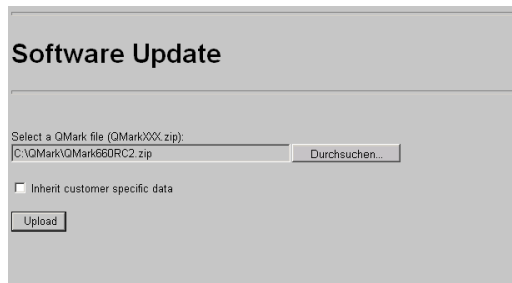 Software Update
Select a QMark file (QMarkXXX.zip):
C:\QMark\QMark660RC2.zip Durchsuchen...
Inherit customer specific data
Upload